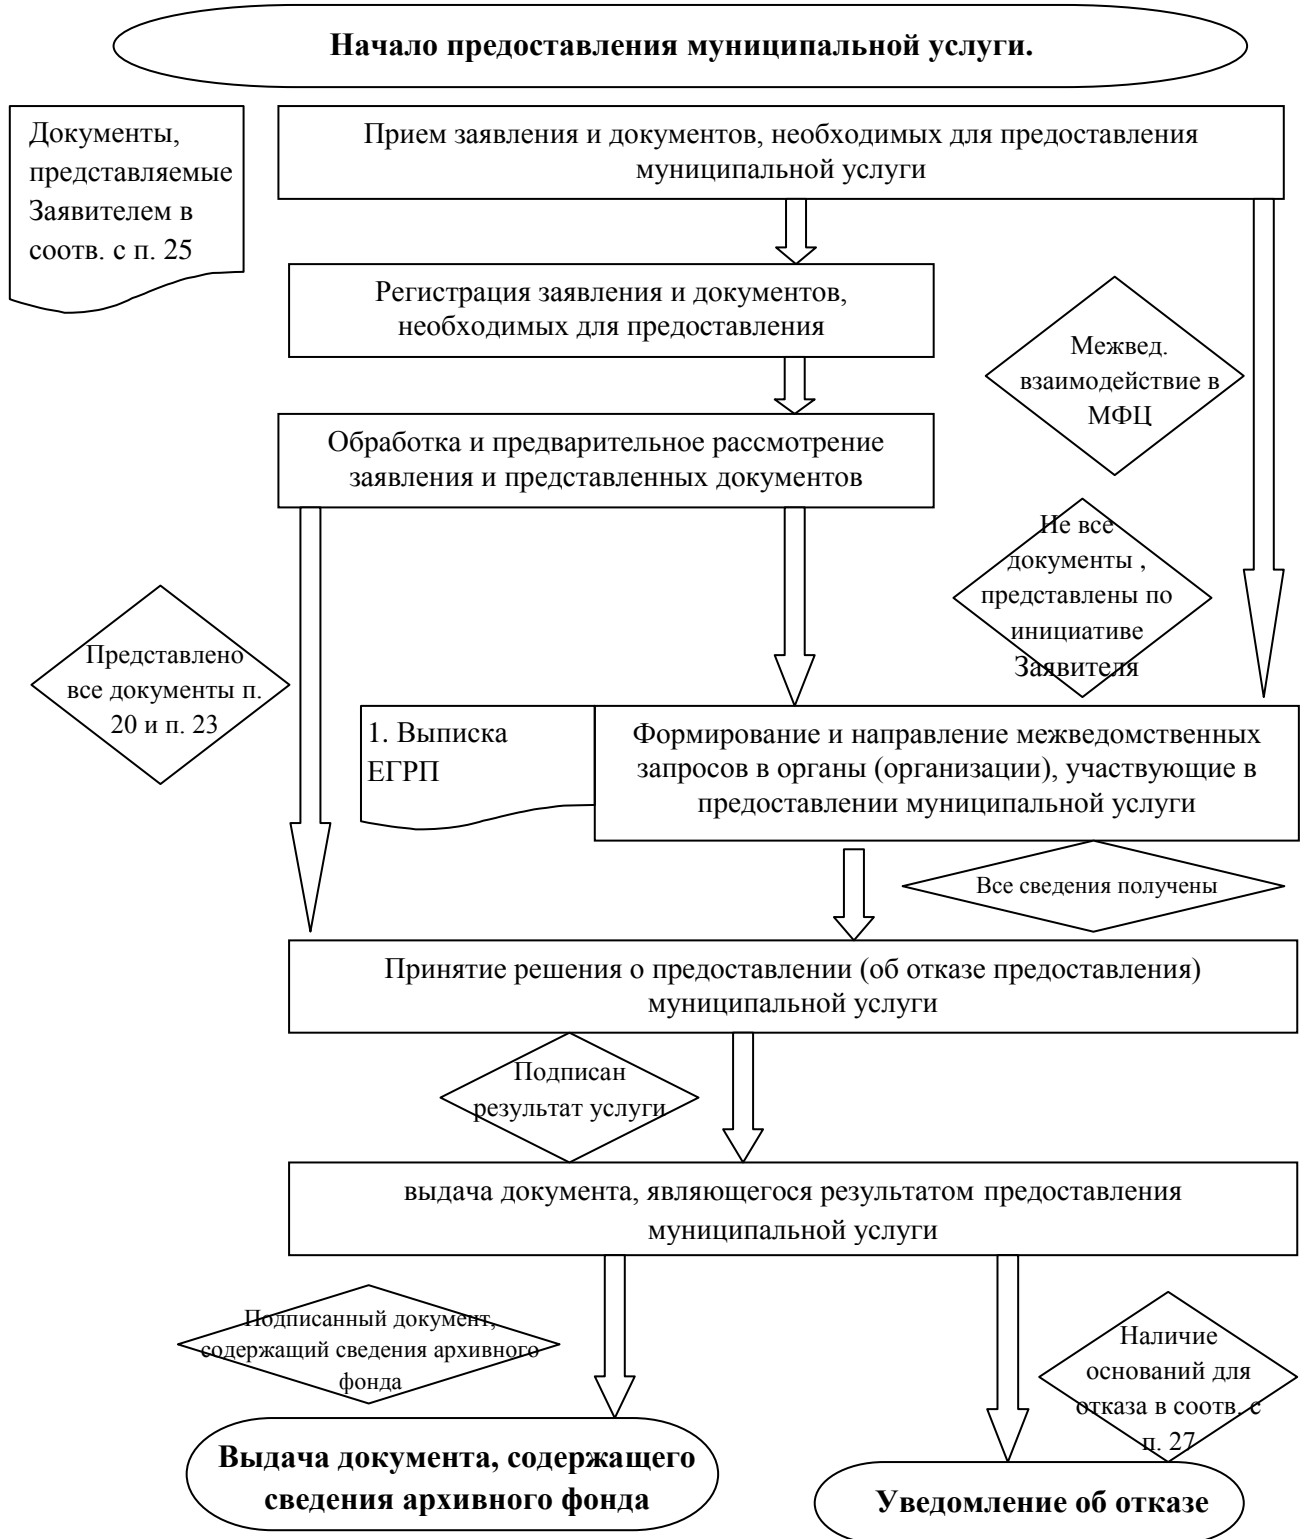 Начало предоставления муниципальной услуги.
Документы,
представляемые
Заявителем в
соотв. с п. 25
Прием заявления и документов, необходимых для предоставления
муниципальной услуги
Регистрация заявления и документов,
необходимых для предоставления
Межвед.
взаимодействие в
МФЦ
Обработка и предварительное рассмотрение
заявления и представленных документов
Не все
документы ,
представлены по
инициативе
Заявителя
Представлено
все документы п.
20 и п. 23
1. Выписка
ЕГРП
Формирование и направление межведомственных
запросов в органы (организации), участвующие в
предоставлении муниципальной услуги
Все сведения получены
Принятие решения о предоставлении (об отказе предоставления)
муниципальной услуги
Подписан
результат услуги
выдача документа, являющегося результатом предоставления
муниципальной услуги
Подписанный документ,
содержащий сведения архивного
фонда
Наличие
оснований для
отказа в соотв. с
п. 27
Выдача документа, содержащего
сведения архивного фонда
Уведомление об отказе